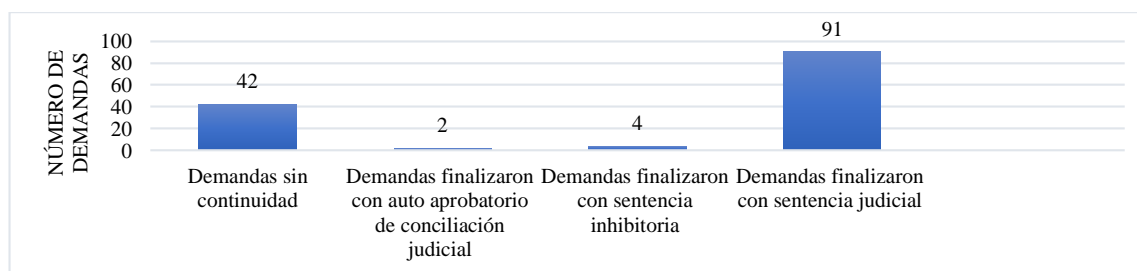 NÚMERO DE
DEMANDAS
100
80
60
40
20
0
42
2
4
91
Demandas sin
continuidad
Demandas finalizaron
con auto aprobatorio
de conciliación
judicial
Demandas finalizaron
con sentencia
inhibitoria
Demandas finalizaron
con sentencia judicial